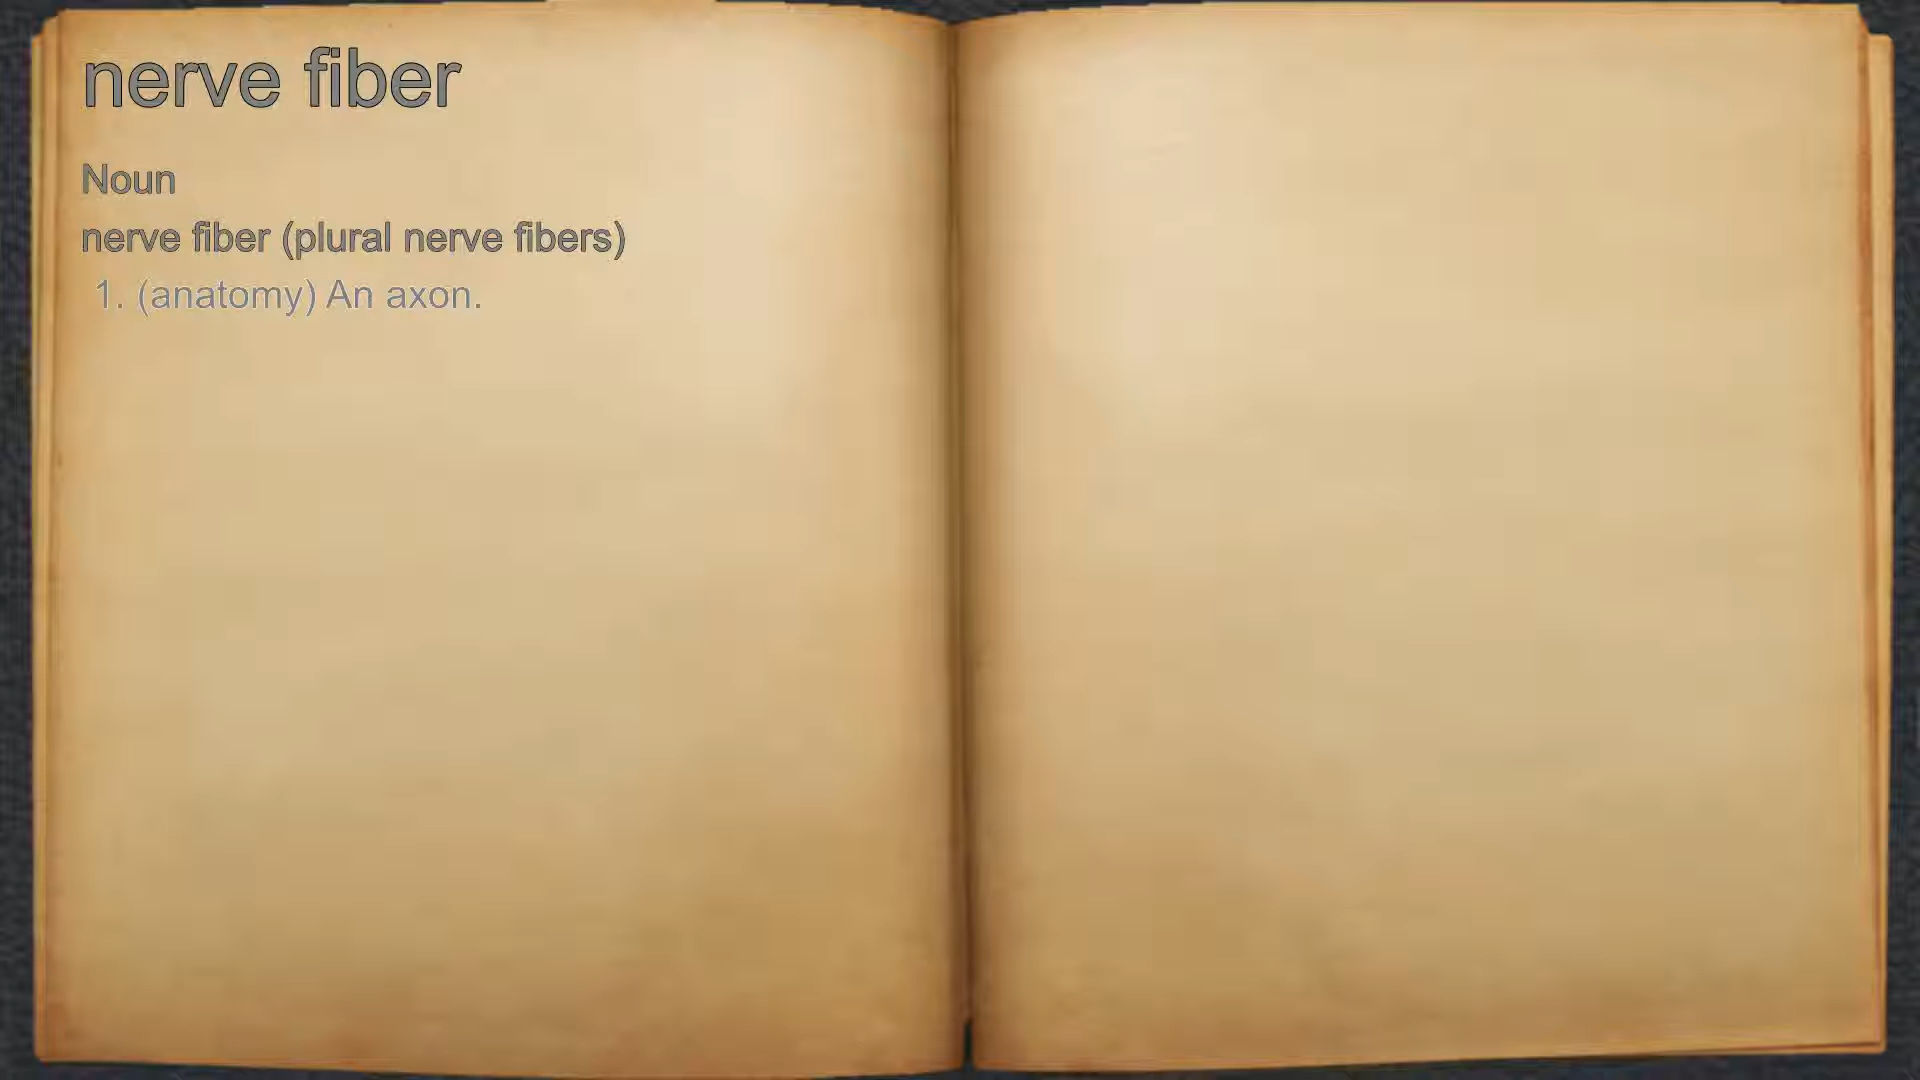 nerve fiber
Noun
nerve fiber (plural nerve fibers)
1. (anatomy) An axon.